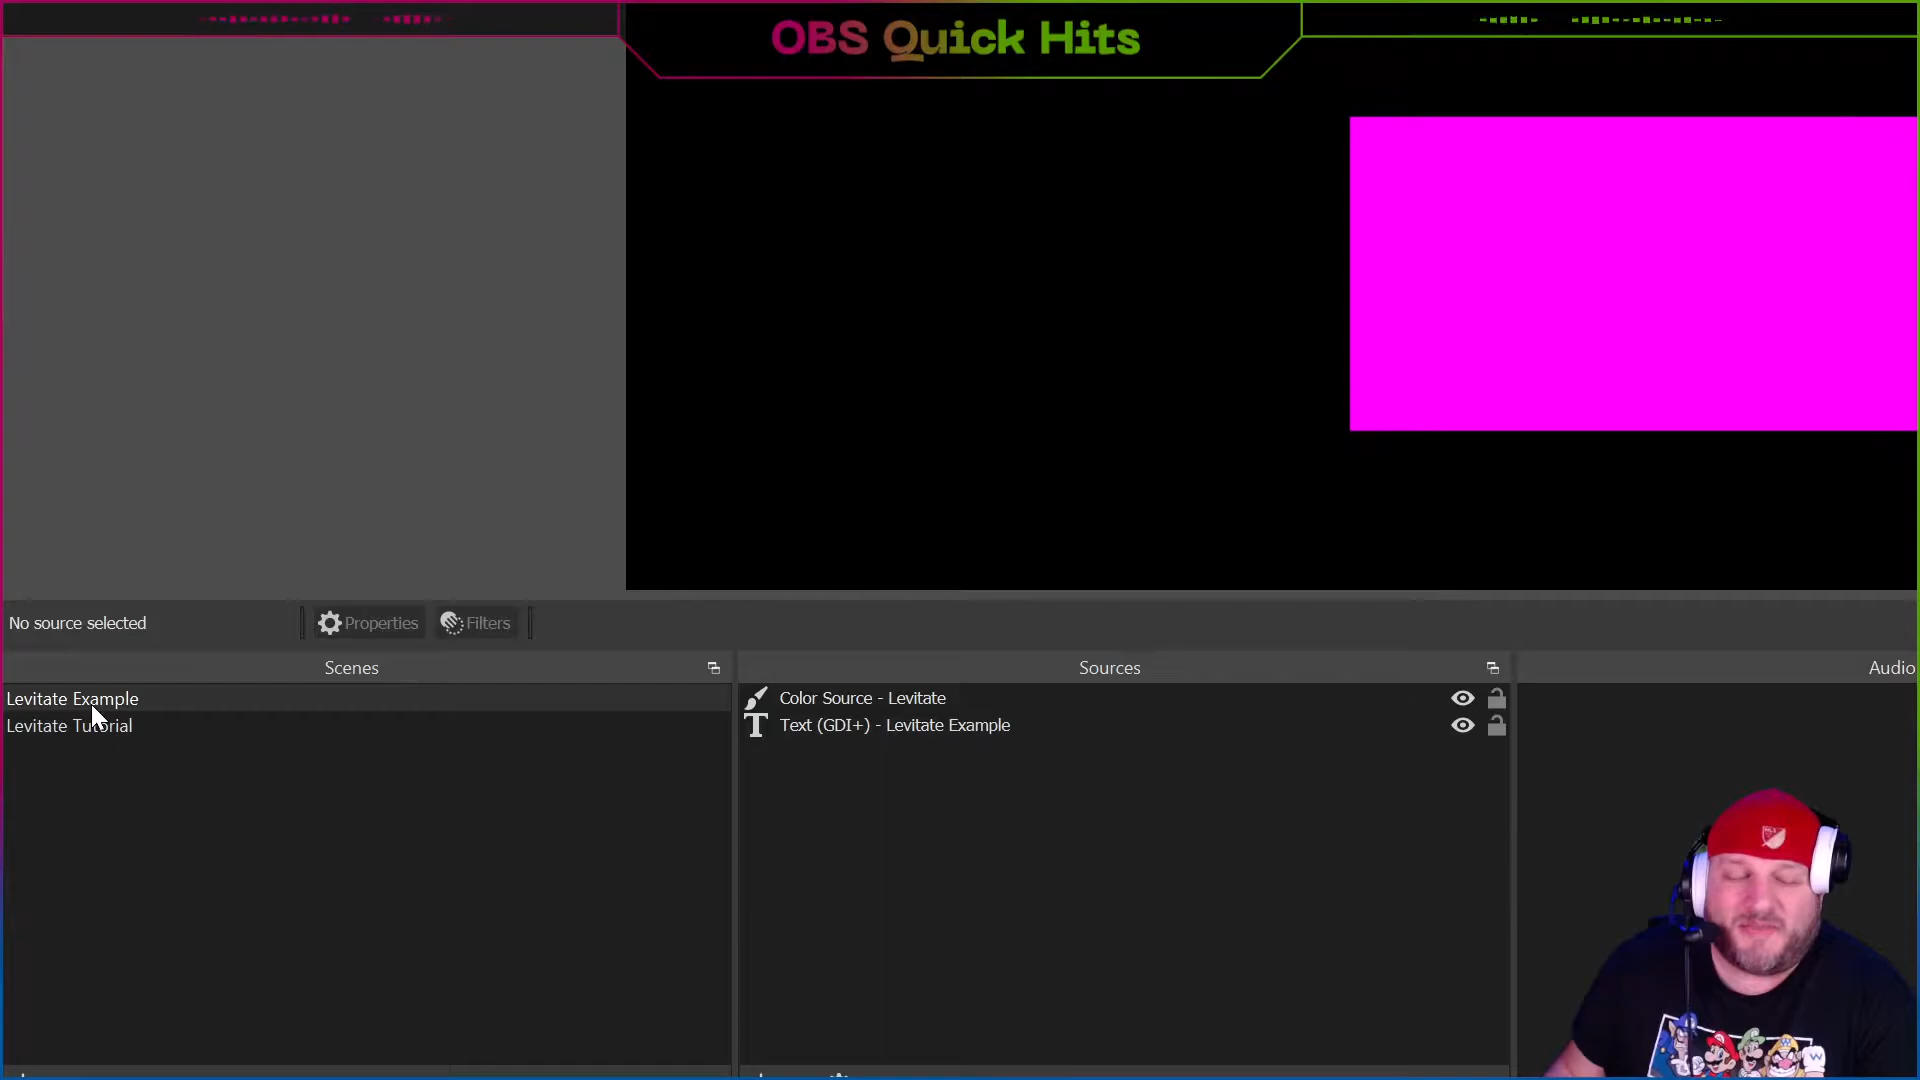 OBS Quick Hits
No source selected
Properties
Filters
Scenes
Sources
Audio
Levitate Example
Levitate Tutorial
Color Source - Levitate
Text (GDI+) - Levitate Example